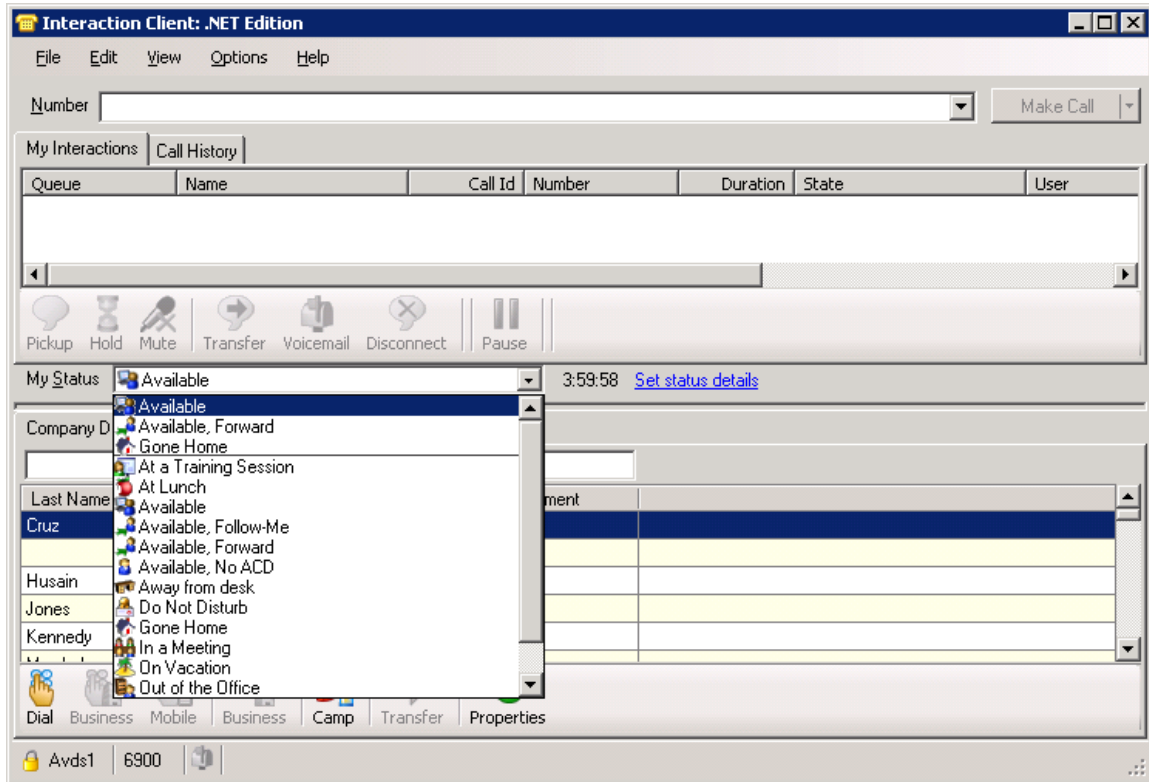 Interaction Client: .NET Edition
File Edit View Options Help
Number Make Call
My Interactions Call History
Queue Name Call Id Number Duration State User
Pickup Hold Mute Transfer Voicemail Disconnect Pause
My Status Available 3:59:58 Set status details
Available
Available, Forward
Company D
Gone Home
At a Training Session
At Lunch
Last Name ment
Available
Cruz
Available, Follow-Me
Available, Forward
Available, No ACD
Husain
Away from desk
Jones
Do Not Disturb
Gone Home
Kennedy
In a Meeting
On Vacation
Out of the Office
Dial Business Mobile Business Camp Transfer Properties
Avds1 6900